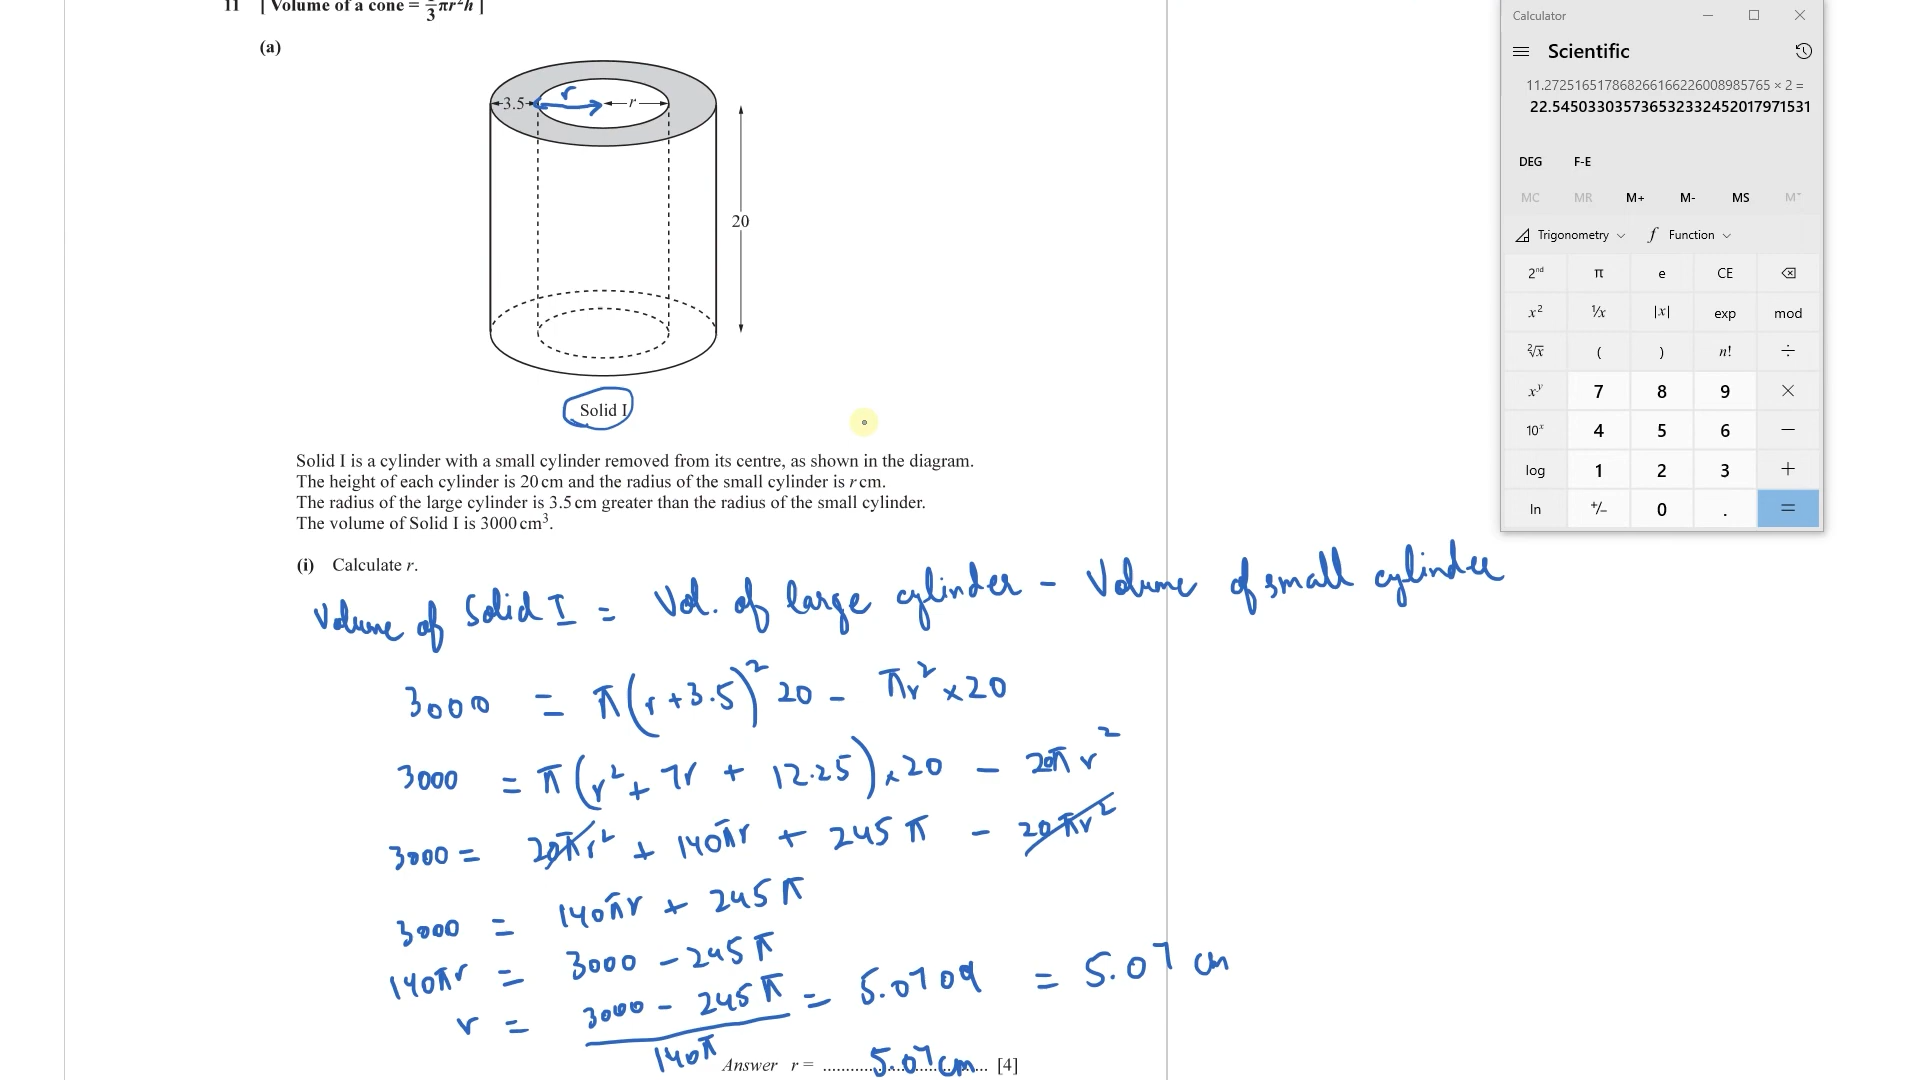 11 [ Volume of a cone = 1/3 πr²h ]
(a)
3.5
r
r
20
Solid I
Solid I is a cylinder with a small cylinder removed from its centre, as shown in the diagram.
The height of each cylinder is 20 cm and the radius of the small cylinder is r cm.
The radius of the large cylinder is 3.5 cm greater than the radius of the small cylinder.
The volume of Solid I is 3000 cm³.
(i) Calculate r.
Volume of Solid I = Vol. of large cylinder - Volume of small cylinder
3000 = π(r+3.5)² 20 - πr² × 20
3000 = π(r² + 7r + 12.25) × 20 - 20πr²
3000 = 20πr² + 140πr + 245π - 20πr²
3000 = 140πr + 245π
140πr = 3000 - 245π
r = 3000 - 245π / 140π = 5.0709 = 5.07 cm
Answer r = .......... 5.07 cm .......... [4]
Calculator
Scientific
11.272516517868266166226008985765 × 2 =
22.545033035736532332452017971531
DEG F-E
MC MR M+ M- MS M˅
Trigonometry ƒ Function
2ⁿᵈ π e CE
x² ¹/x |x| exp mod
²√x ( ) n! ÷
xʸ 7 8 9 ×
10ˣ 4 5 6 −
log 1 2 3 +
ln +/− 0 . =